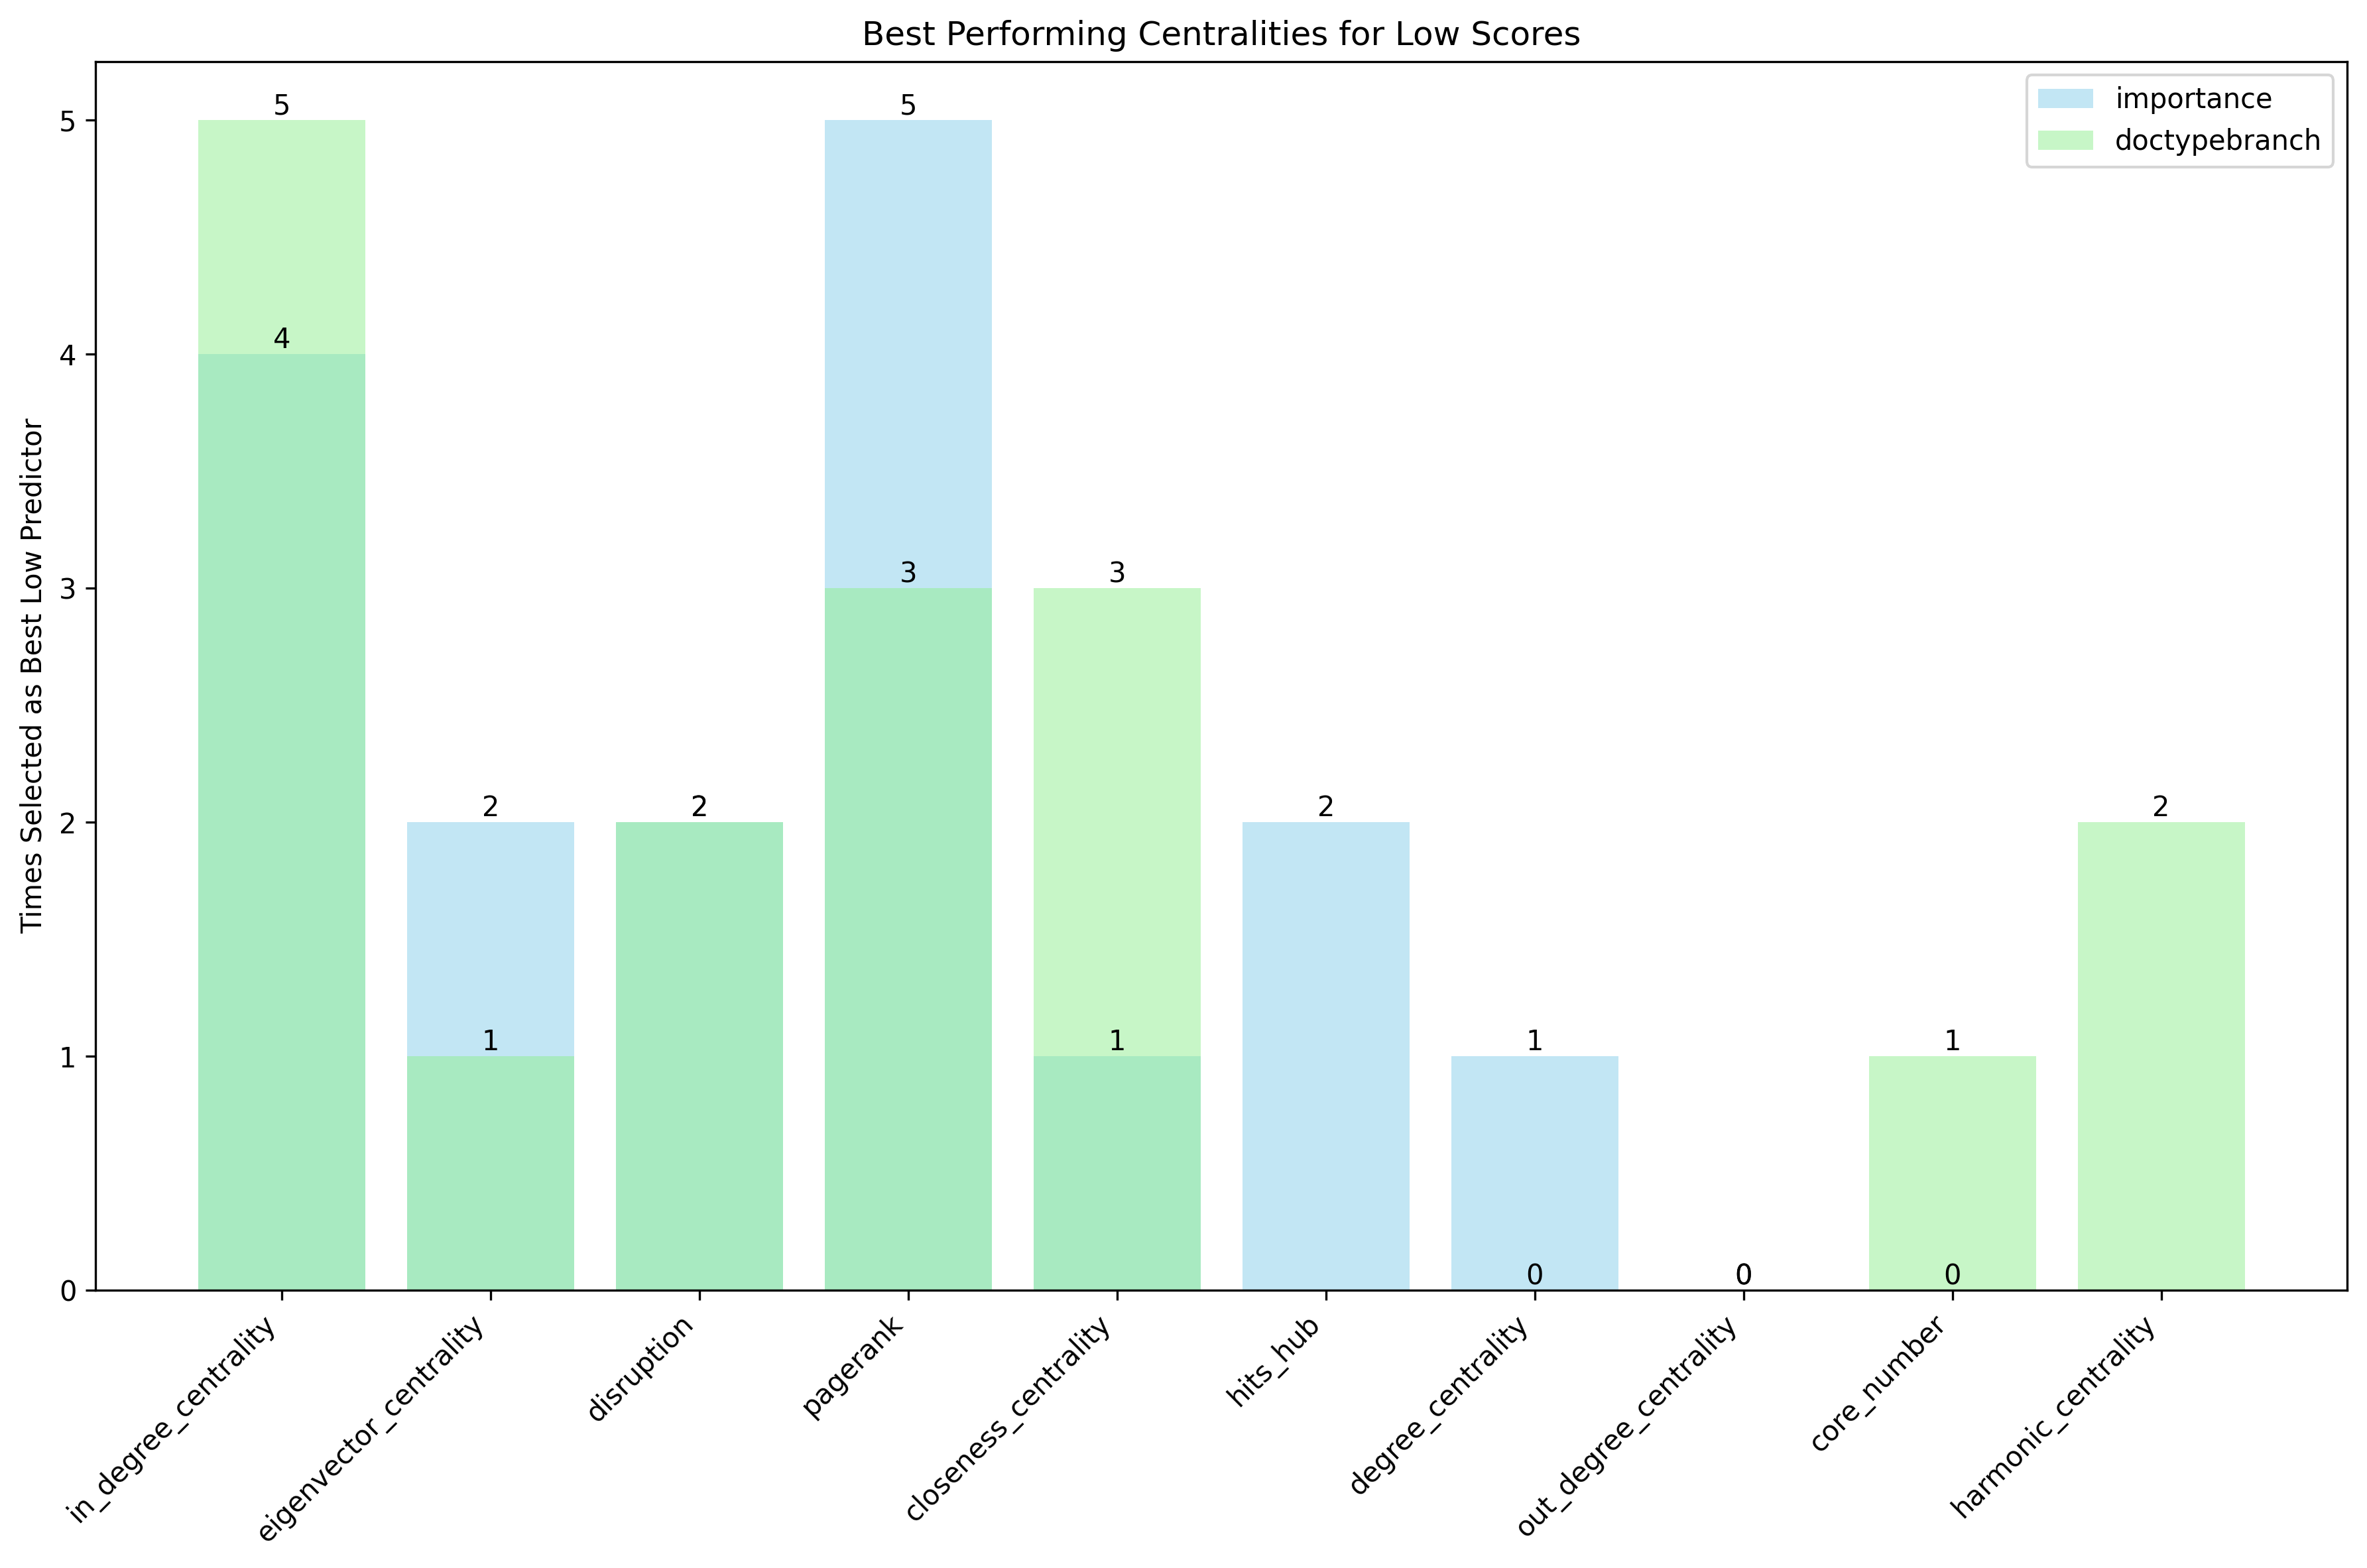 Best Performing Centralities for Low Scores
importance
doctypebranch
Times Selected as Best Low Predictor
5
4
3
2
1
0
5
4
2
1
2
5
3
3
1
2
1
0
0
1
0
2
in_degree_centrality
eigenvector_centrality
disruption
pagerank
closeness_centrality
hits_hub
degree_centrality
out_degree_centrality
core_number
harmonic_centrality